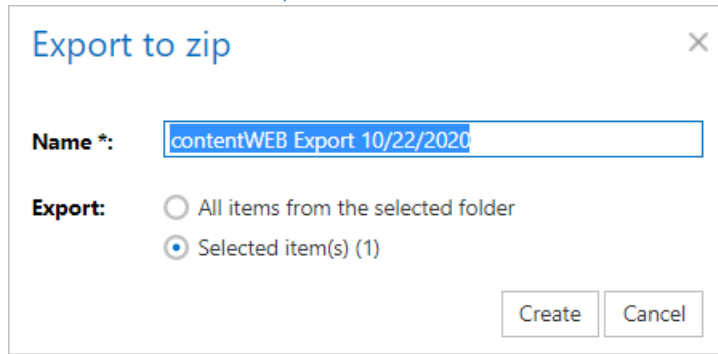 Export to zip
Name *: contentWEB Export 10/22/2020
Export: All items from the selected folder
Selected item(s) (1)
Create Cancel